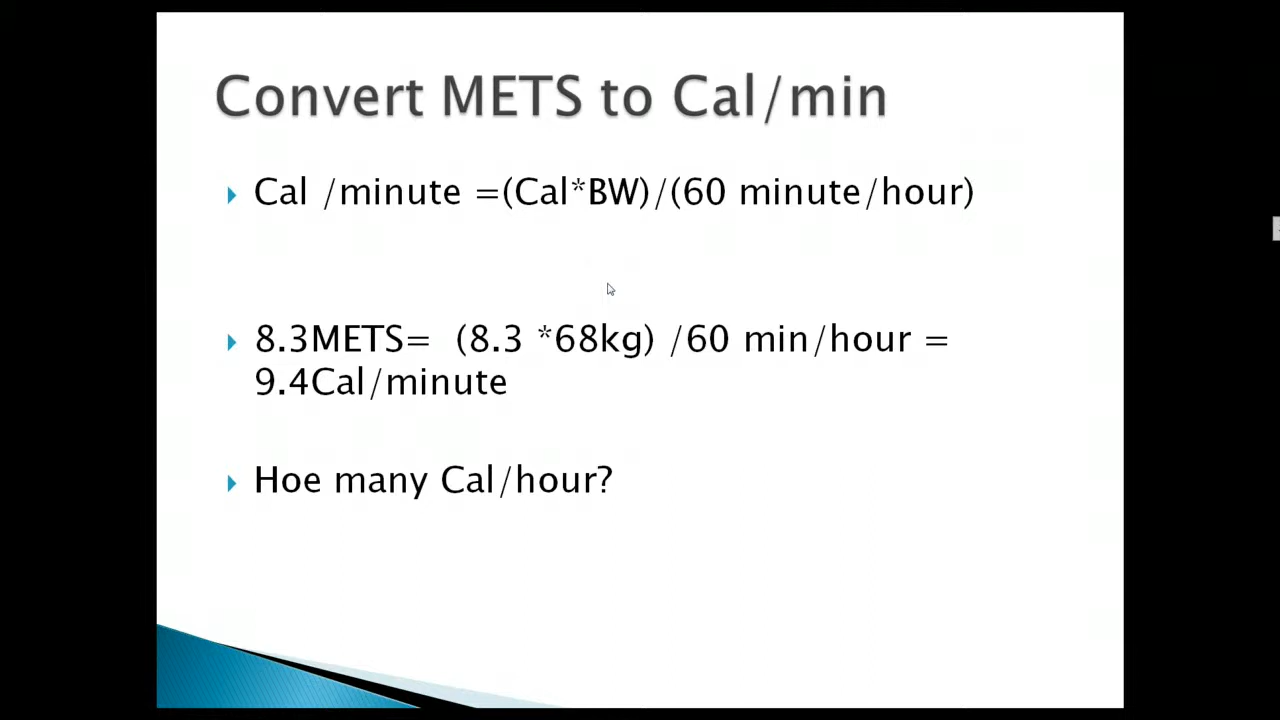 Convert METS to Cal/min
Cal /minute =(Cal*BW)/(60 minute/hour)
8.3METS=  (8.3 *68kg) /60 min/hour =
9.4Cal/minute
Hoe many Cal/hour?